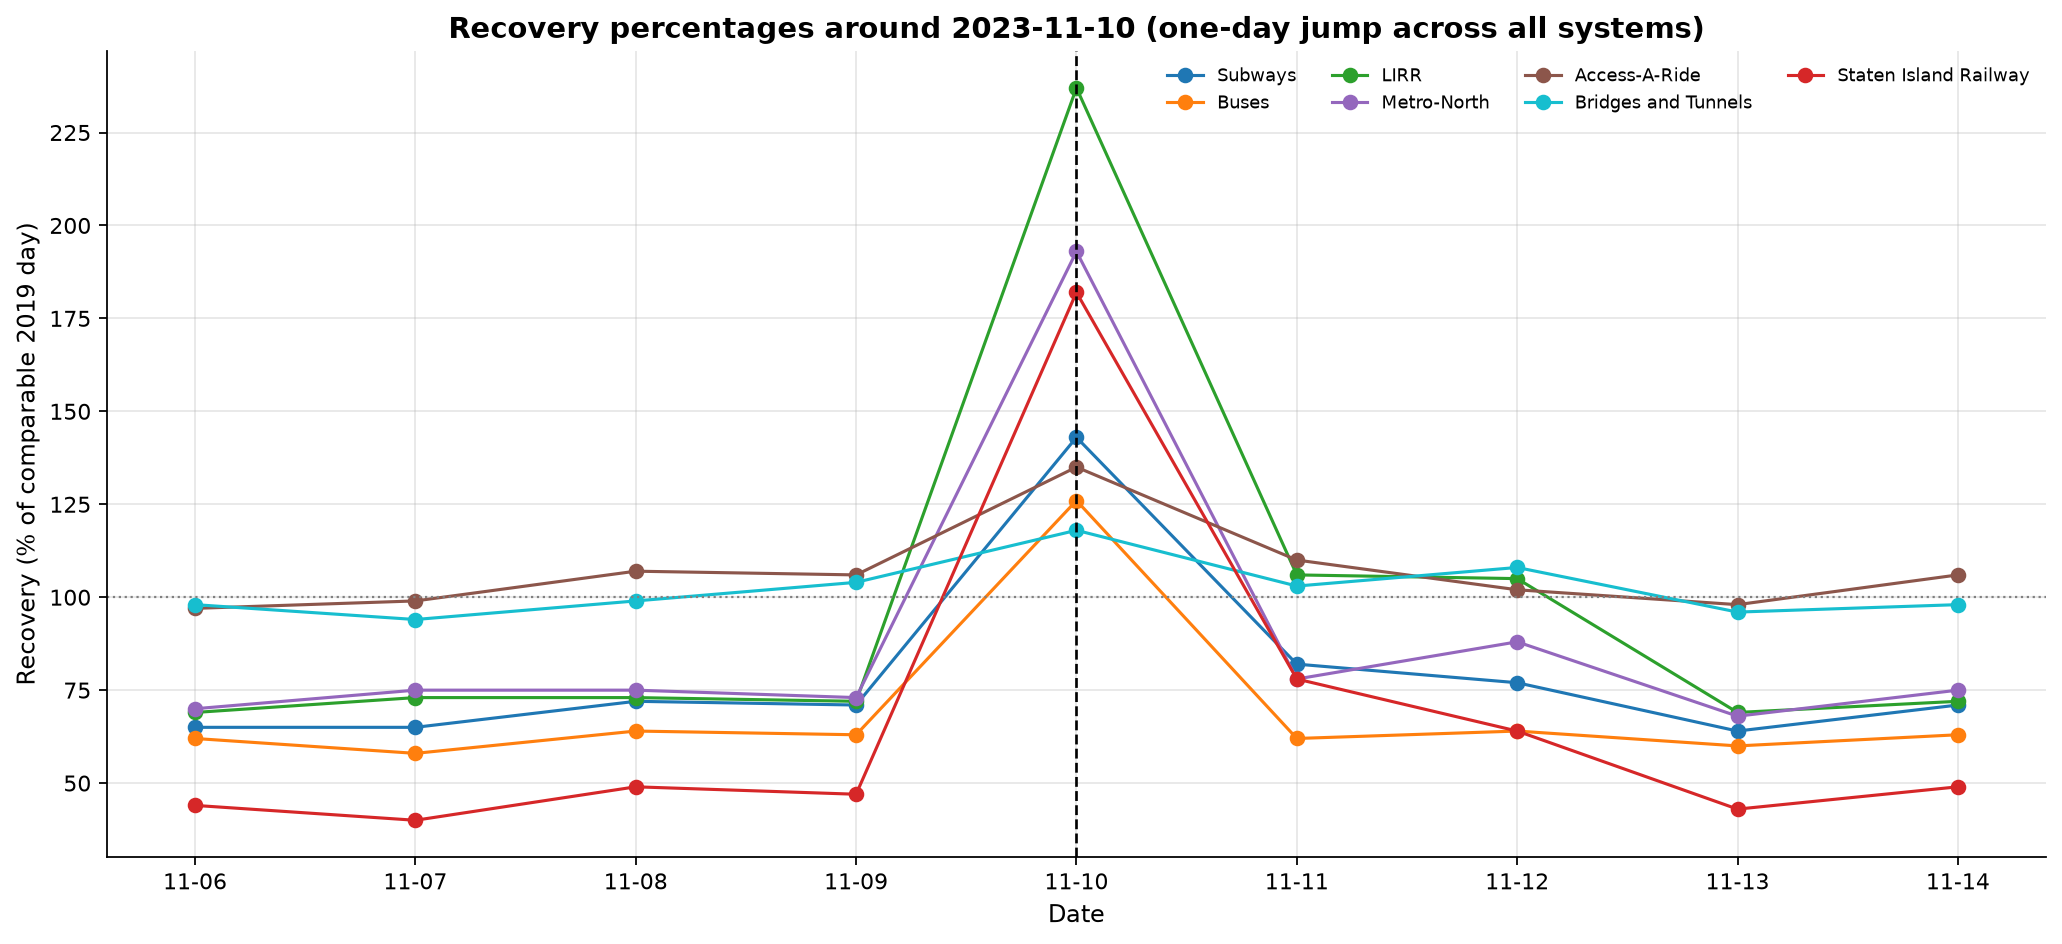 Recovery percentages around 2023-11-10 (one-day jump across all systems)
Subways LIRR Access-A-Ride Staten Island Railway
Buses Metro-North Bridges and Tunnels
Recovery (% of comparable 2019 day)
225
200
175
150
125
100
75
50
11-06 11-07 11-08 11-09 11-10 11-11 11-12 11-13 11-14
Date